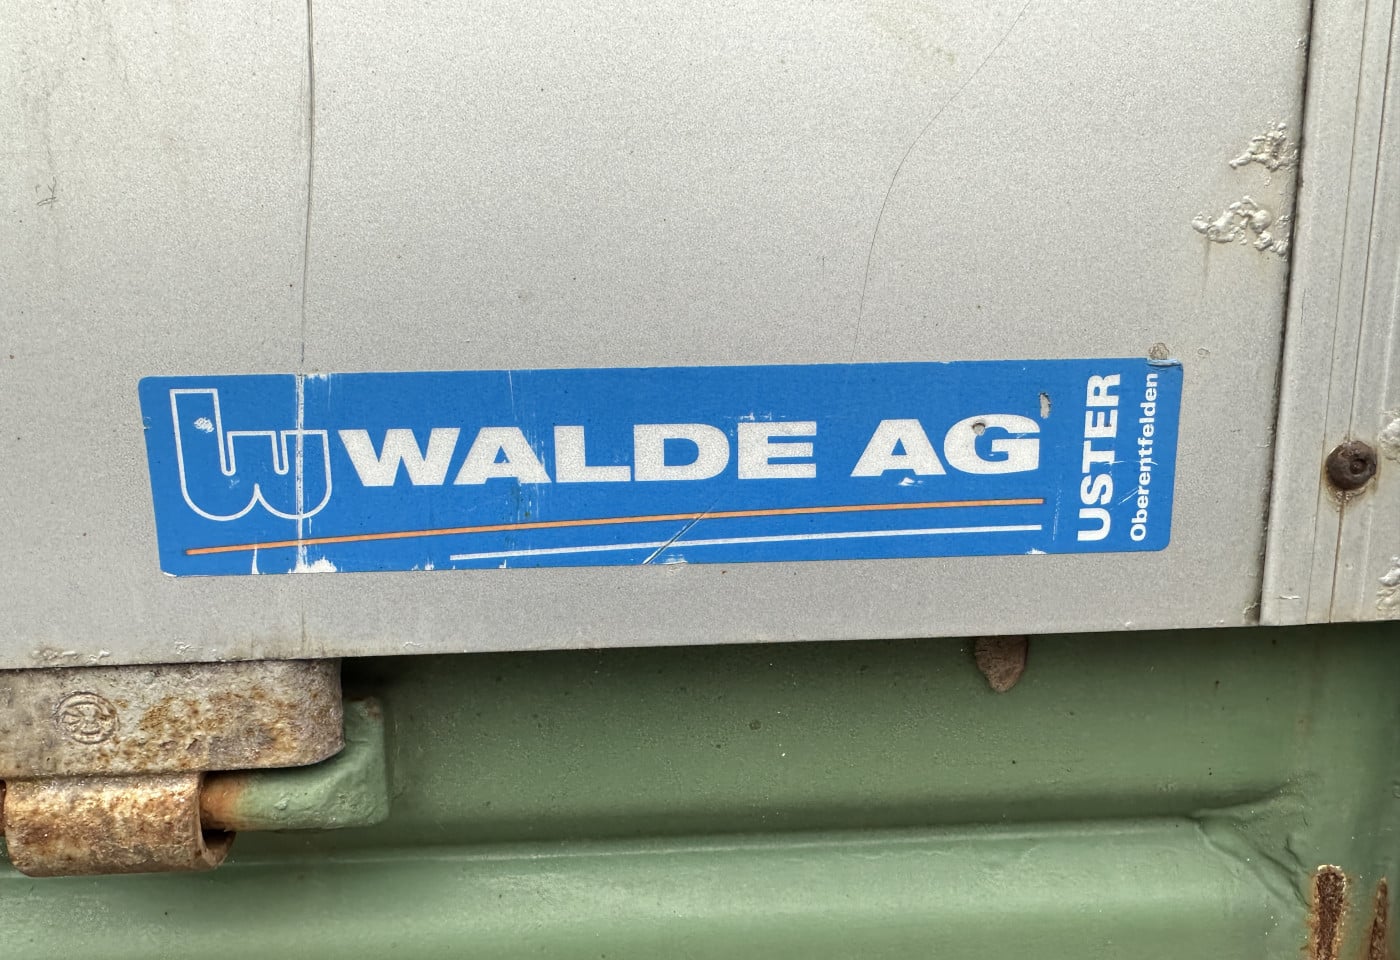 W WALDE AG
USTER
Oberentfelden